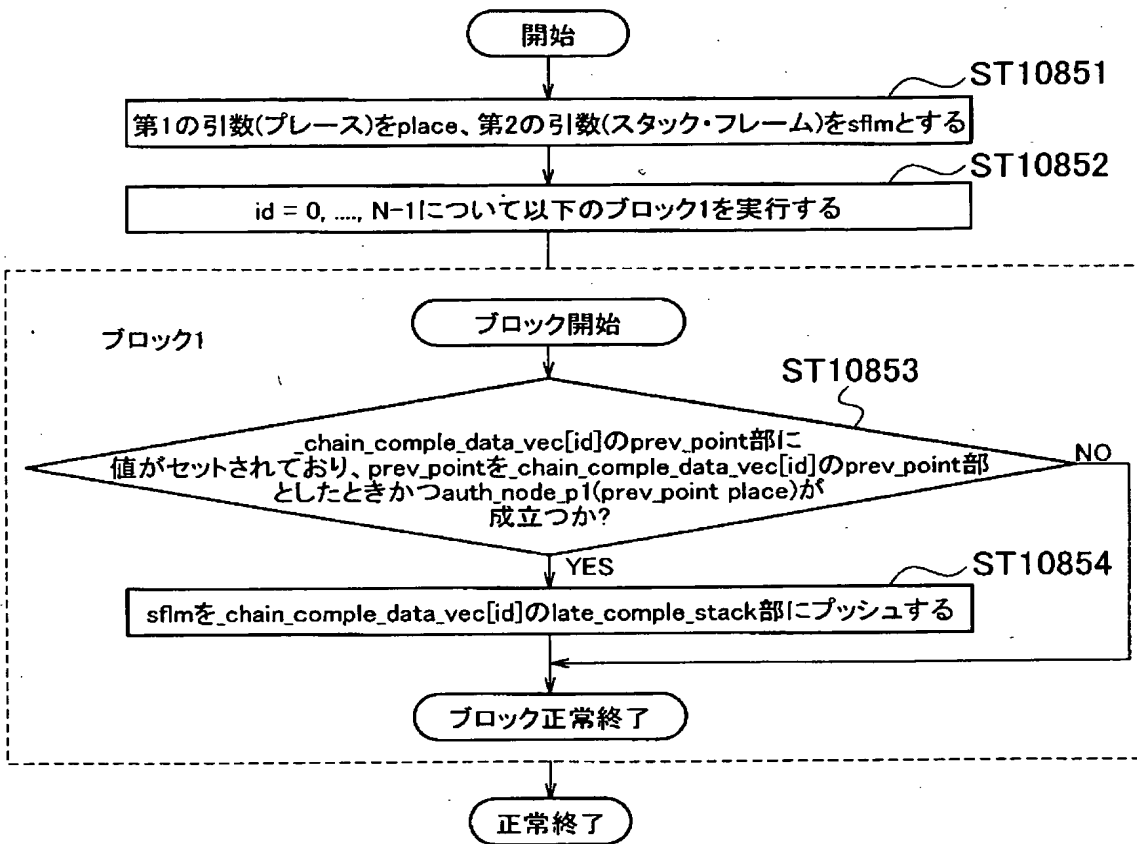 開始
ST10851
第1の引数(プレース)をplace、第2の引数(スタック・フレーム)をsflmとする
ST10852
id = 0, ...., N-1について以下のブロック1を実行する
ブロック開始
ブロック1
ST10853
_chain_comple_data_vec[id]のprev_point部に
値がセットされており、prev_pointを_chain_comple_data_vec[id]のprev_point部
としたときかつauth_node_p1(prev_point place)が
成立つか?
NO
YES
ST10854
sflmを_chain_comple_data_vec[id]のlate_comple_stack部にプッシュする
ブロック正常終了
正常終了